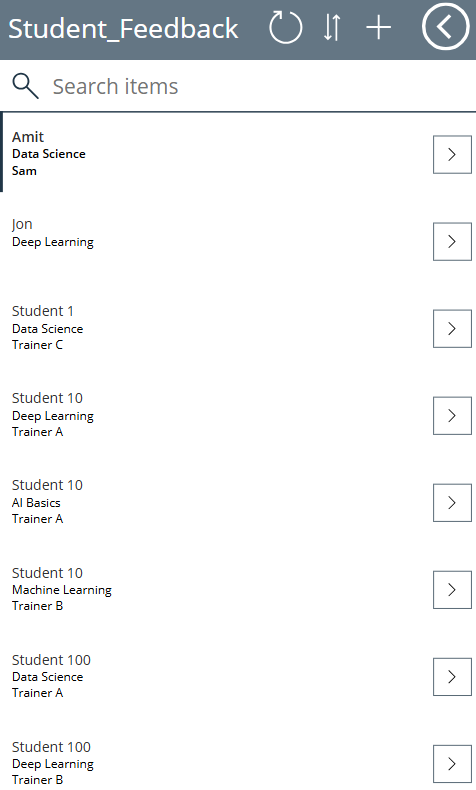 Student_Feedback
Search items
Amit
Data Science
Sam
Jon
Deep Learning
Student 1
Data Science
Trainer C
Student 10
Deep Learning
Trainer A
Student 10
AI Basics
Trainer A
Student 10
Machine Learning
Trainer B
Student 100
Data Science
Trainer A
Student 100
Deep Learning
Trainer B